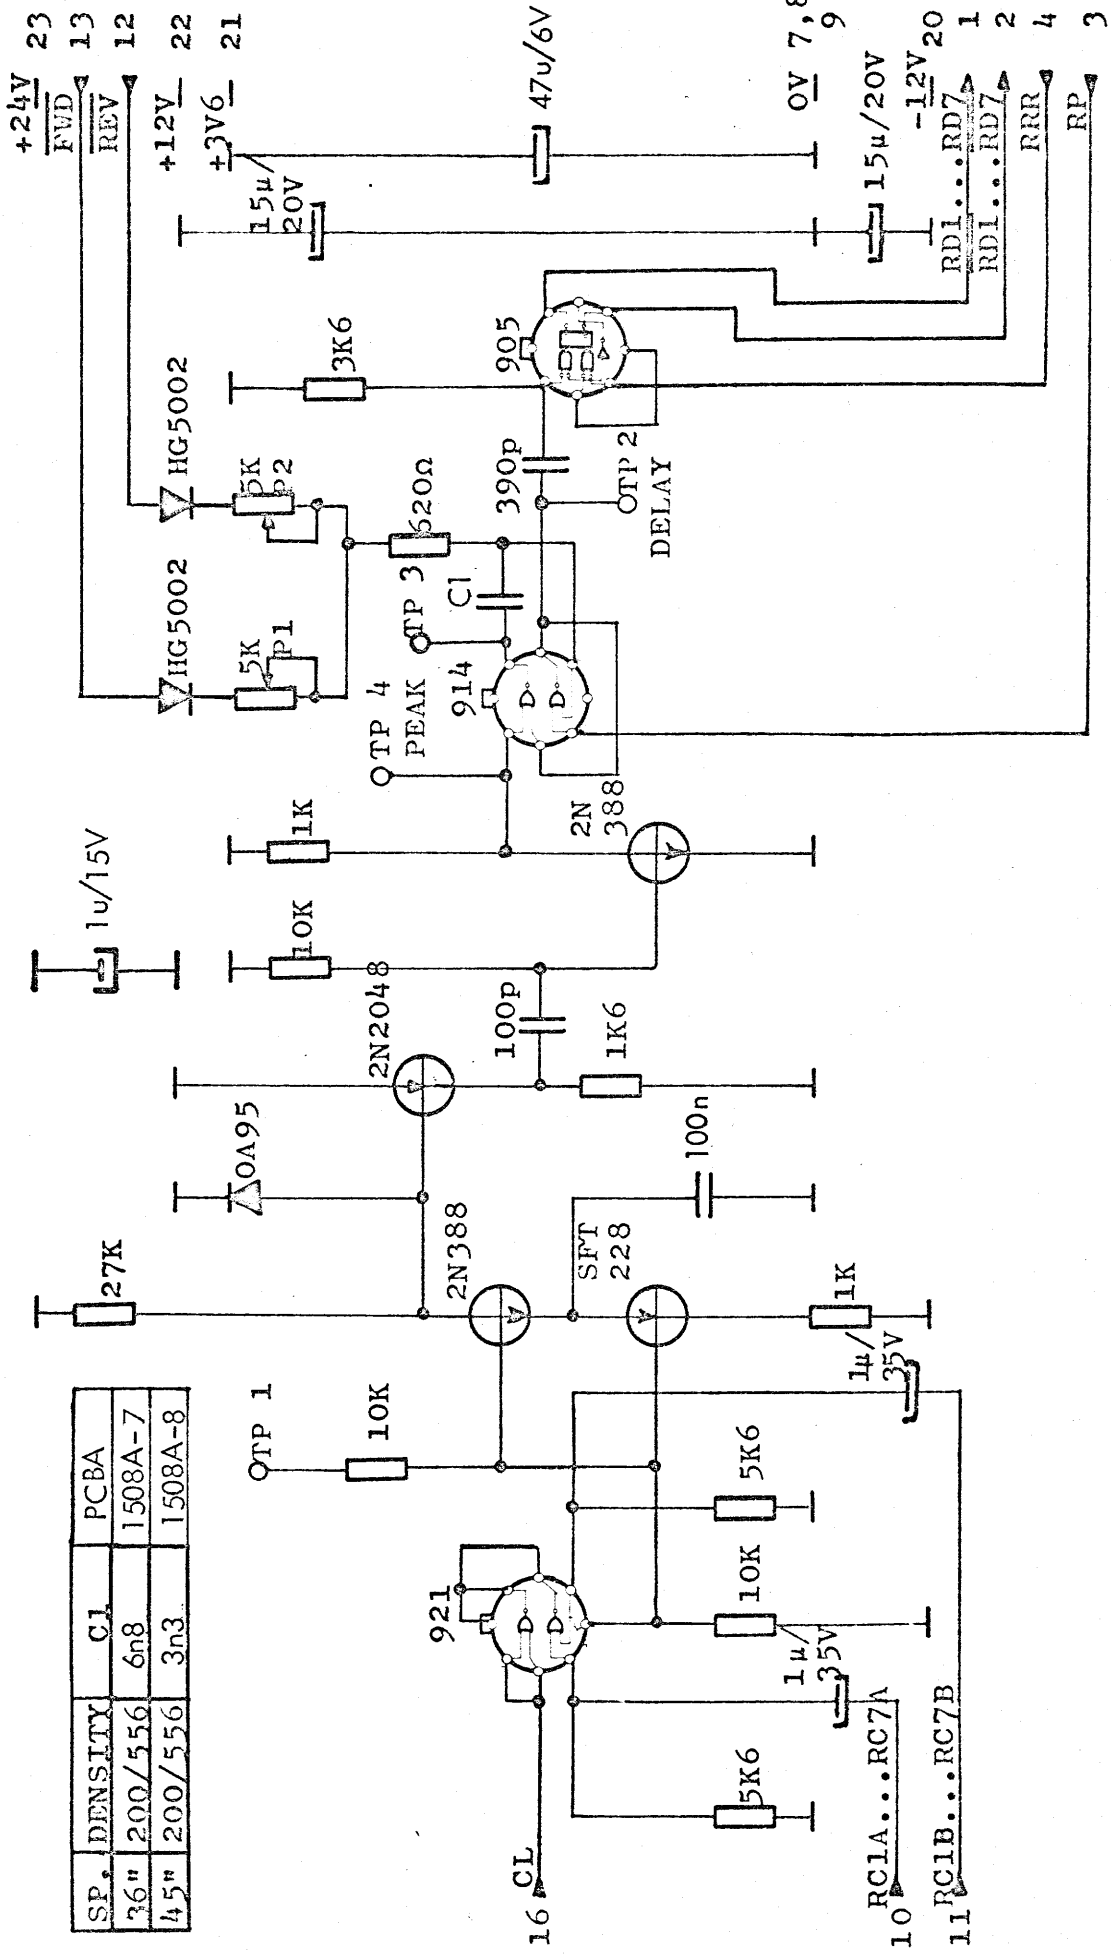 SP. DENSITY C1 PCBA
36" 200/556 6n8 1508A-7
45" 200/556 3n3 1508A-8
16 CL
10 RC1A...RC7A
11 RC1B...RC7B
921
5K6
1µ/
35V
10K
5K6
1µ/
35V
TP 1
10K
27K
2N388
SFT
228
1K
OA95
100n
2N2048
100p
1K6
1u/15V
10K
1K
2N
388
TP 4
PEAK
914
TP 3
C1
HG5002
5K
P1
HG5002
5K
P2
620Ω
390p
TP 2
DELAY
905
3K6
15µ/
20V
47u/6V
15µ/20V
+24V 23
FWD 13
REV 12
+12V 22
+3V6 21
0V 7,8
9
-12V 20
RD1...RD7 1
RD1...RD7 2
RRR 4
RP 3